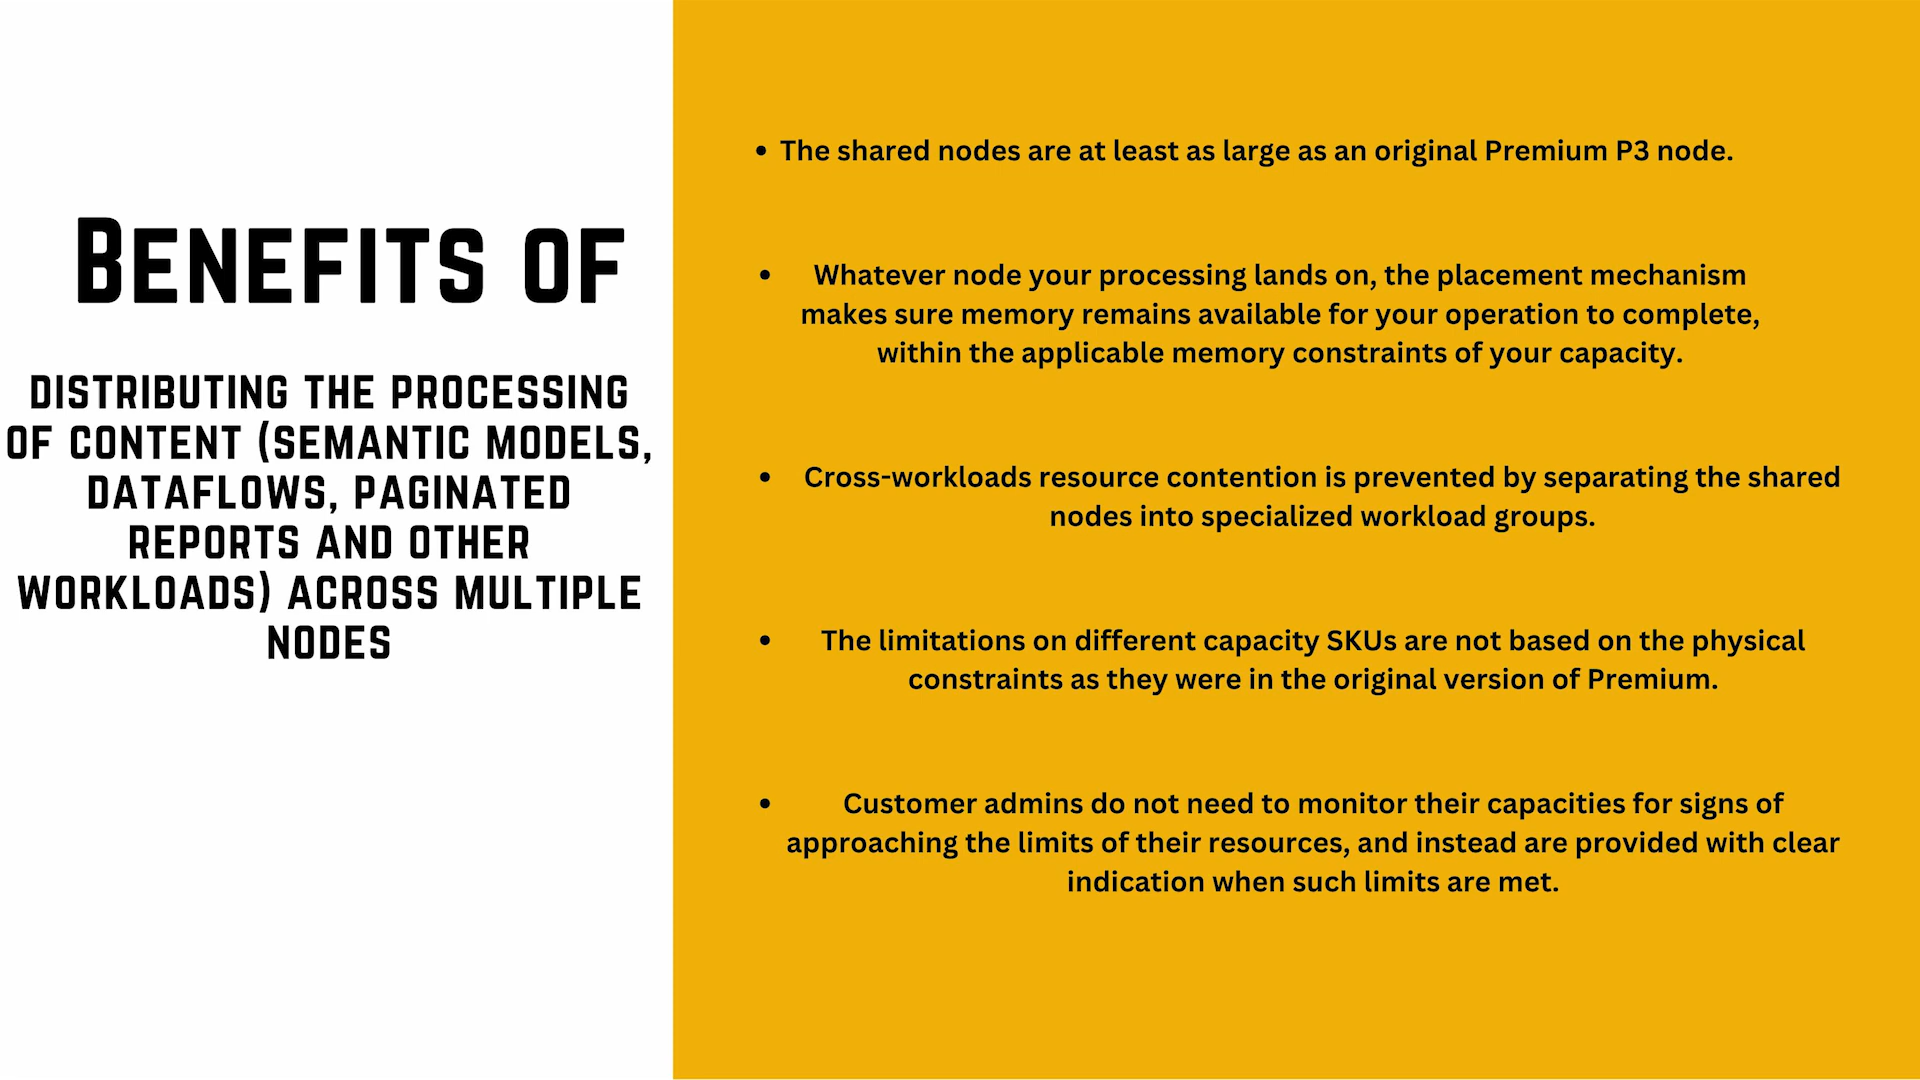 Benefits of
distributing the processing
of content (semantic models,
dataflows, paginated
reports and other
workloads) across multiple
nodes
• The shared nodes are at least as large as an original Premium P3 node.
• Whatever node your processing lands on, the placement mechanism
makes sure memory remains available for your operation to complete,
within the applicable memory constraints of your capacity.
• Cross-workloads resource contention is prevented by separating the shared
nodes into specialized workload groups.
• The limitations on different capacity SKUs are not based on the physical
constraints as they were in the original version of Premium.
• Customer admins do not need to monitor their capacities for signs of
approaching the limits of their resources, and instead are provided with clear
indication when such limits are met.